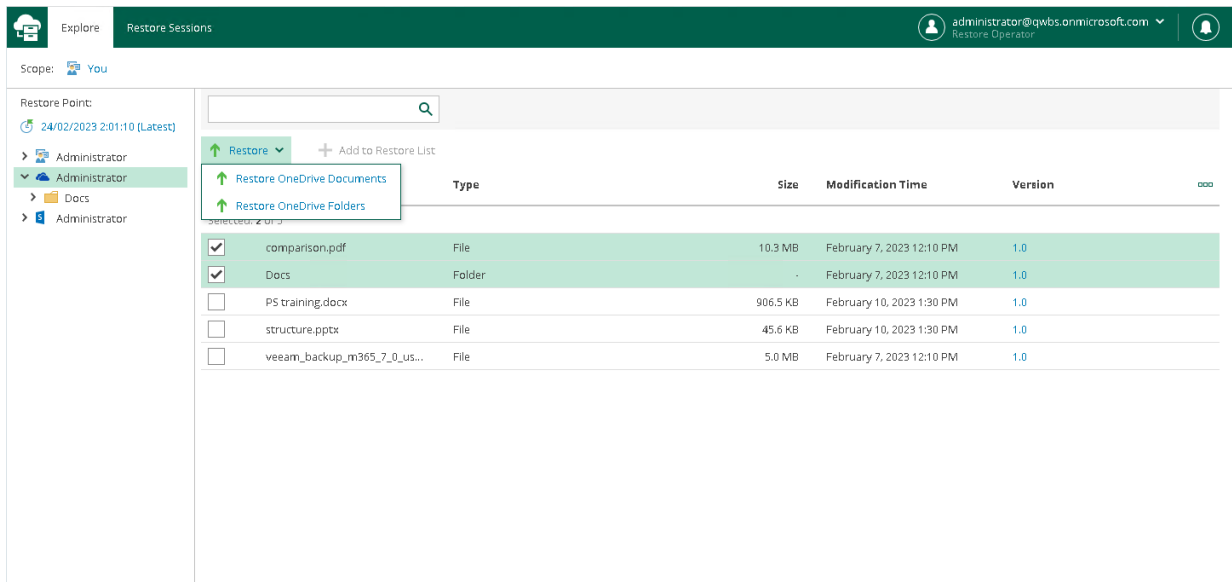 Explore Restore Sessions administrator@qwbs.onmicrosoft.com
Restore Operator
Scope: You
Restore Point:
24/02/2023 2:01:10 (Latest)
Administrator
Administrator
Docs
Administrator
Restore Add to Restore List
Restore OneDrive Documents
Restore OneDrive Folders
Type Size Modification Time Version
Selected: 2 of 5
comparison.pdf File 10.3 MB February 7, 2023 12:10 PM 1.0
Docs Folder - February 7, 2023 12:10 PM 1.0
PS training.docx File 906.5 KB February 10, 2023 1:30 PM 1.0
structure.pptx File 45.6 KB February 10, 2023 1:30 PM 1.0
veeam_backup_m365_7_0_us... File 5.0 MB February 7, 2023 12:10 PM 1.0